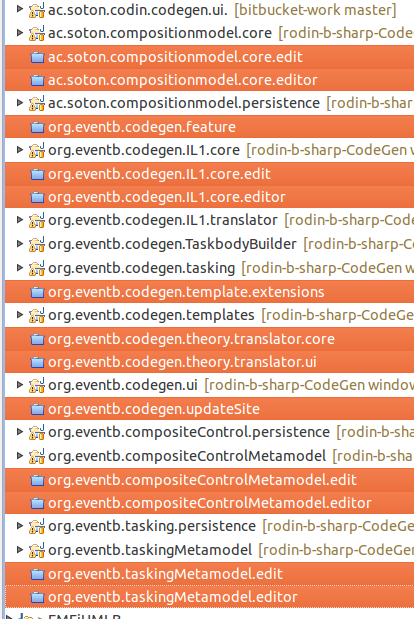 ac.soton.codin.codegen.ui. [bitbucket-work master]
ac.soton.compositionmodel.core [rodin-b-sharp-Code
ac.soton.compositionmodel.core.edit
ac.soton.compositionmodel.core.editor
ac.soton.compositionmodel.persistence [rodin-b-shar
org.eventb.codegen.feature
org.eventb.codegen.IL1.core [rodin-b-sharp-CodeGen w
org.eventb.codegen.IL1.core.edit
org.eventb.codegen.IL1.core.editor
org.eventb.codegen.IL1.translator [rodin-b-sharp-Code
org.eventb.codegen.TaskbodyBuilder [rodin-b-sharp-C
org.eventb.codegen.tasking [rodin-b-sharp-CodeGen w
org.eventb.codegen.template.extensions
org.eventb.codegen.templates [rodin-b-sharp-CodeGe
org.eventb.codegen.theory.translator.core
org.eventb.codegen.theory.translator.ui
org.eventb.codegen.ui [rodin-b-sharp-CodeGen window
org.eventb.codegen.updateSite
org.eventb.compositeControl.persistence [rodin-b-sha
org.eventb.compositeControlMetamodel [rodin-b-sha
org.eventb.compositeControlMetamodel.edit
org.eventb.compositeControlMetamodel.editor
org.eventb.tasking.persistence [rodin-b-sharp-CodeGe
org.eventb.taskingMetamodel [rodin-b-sharp-CodeGen
org.eventb.taskingMetamodel.edit
org.eventb.taskingMetamodel.editor